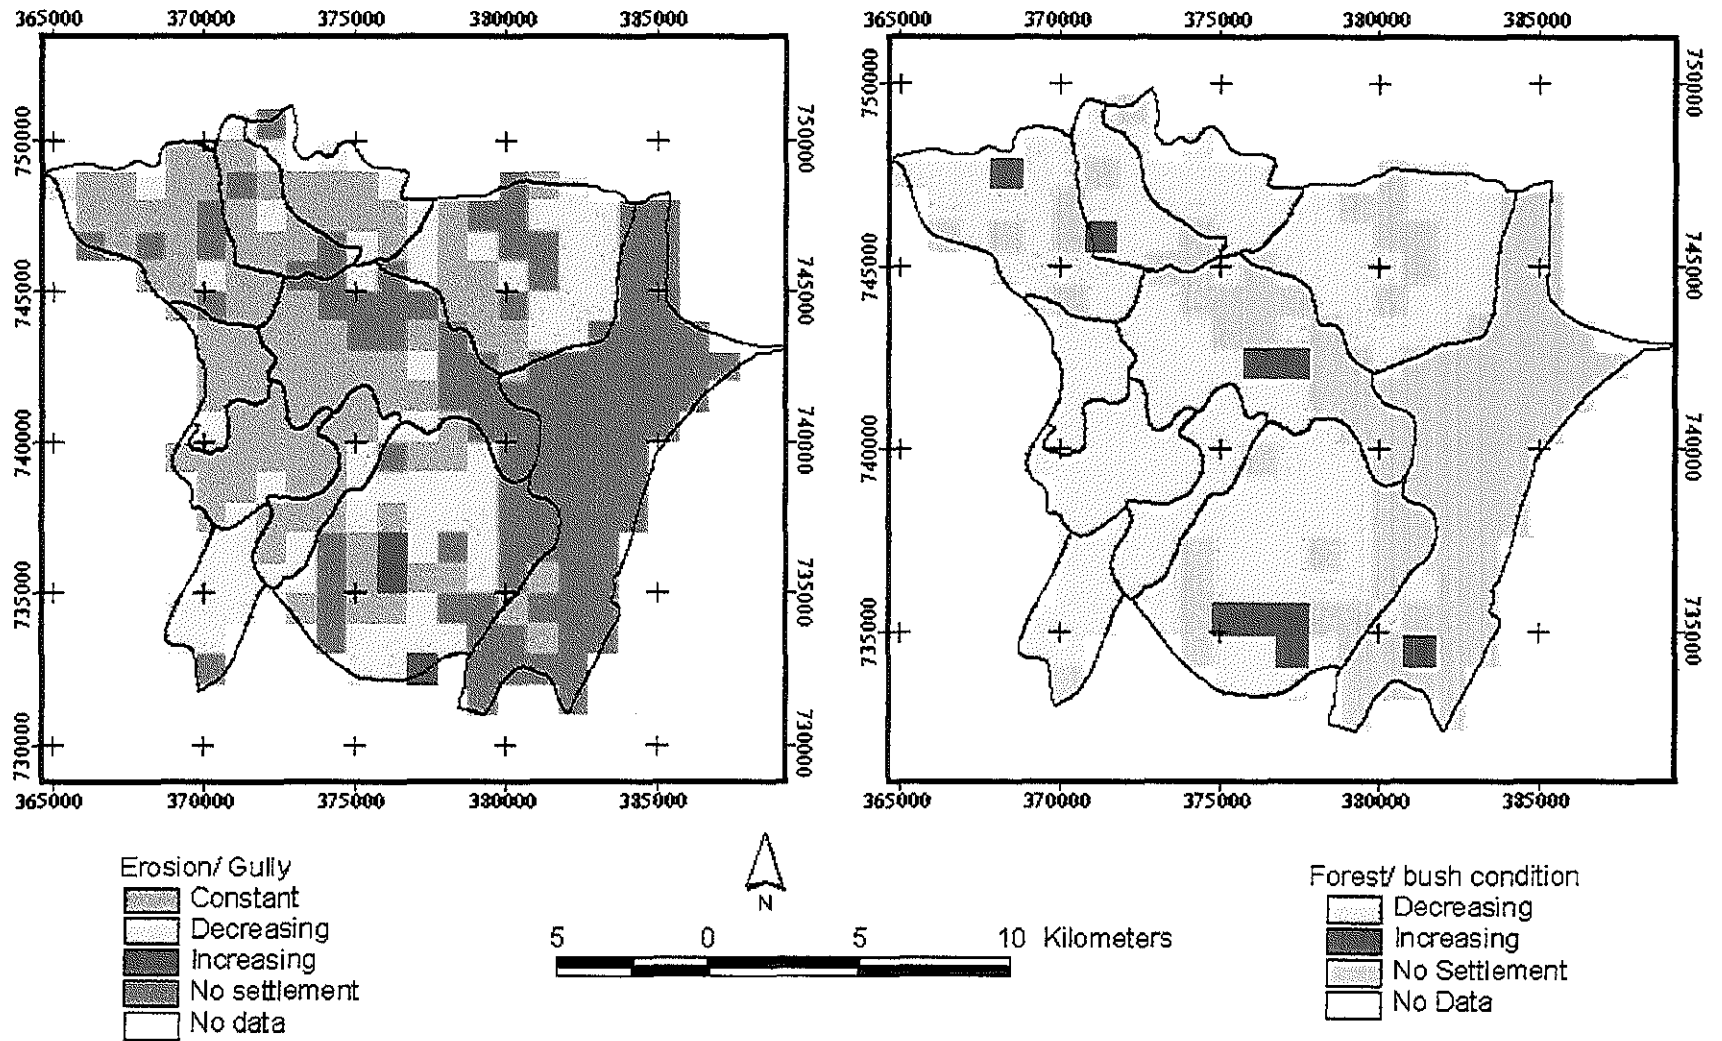 365000 370000 375000 380000 385000
365000 370000 375000 380000 385000
750000
745000
740000
735000
730000
750000
745000
740000
735000
730000
750000
745000
740000
735000
750000
745000
740000
735000
365000 370000 375000 380000 385000
365000 370000 375000 380000 385000
Erosion/ Gully
Constant
Decreasing
Increasing
No settlement
No data
N
5 0 5 10 Kilometers
Forest/ bush condition
Decreasing
Increasing
No Settlement
No Data